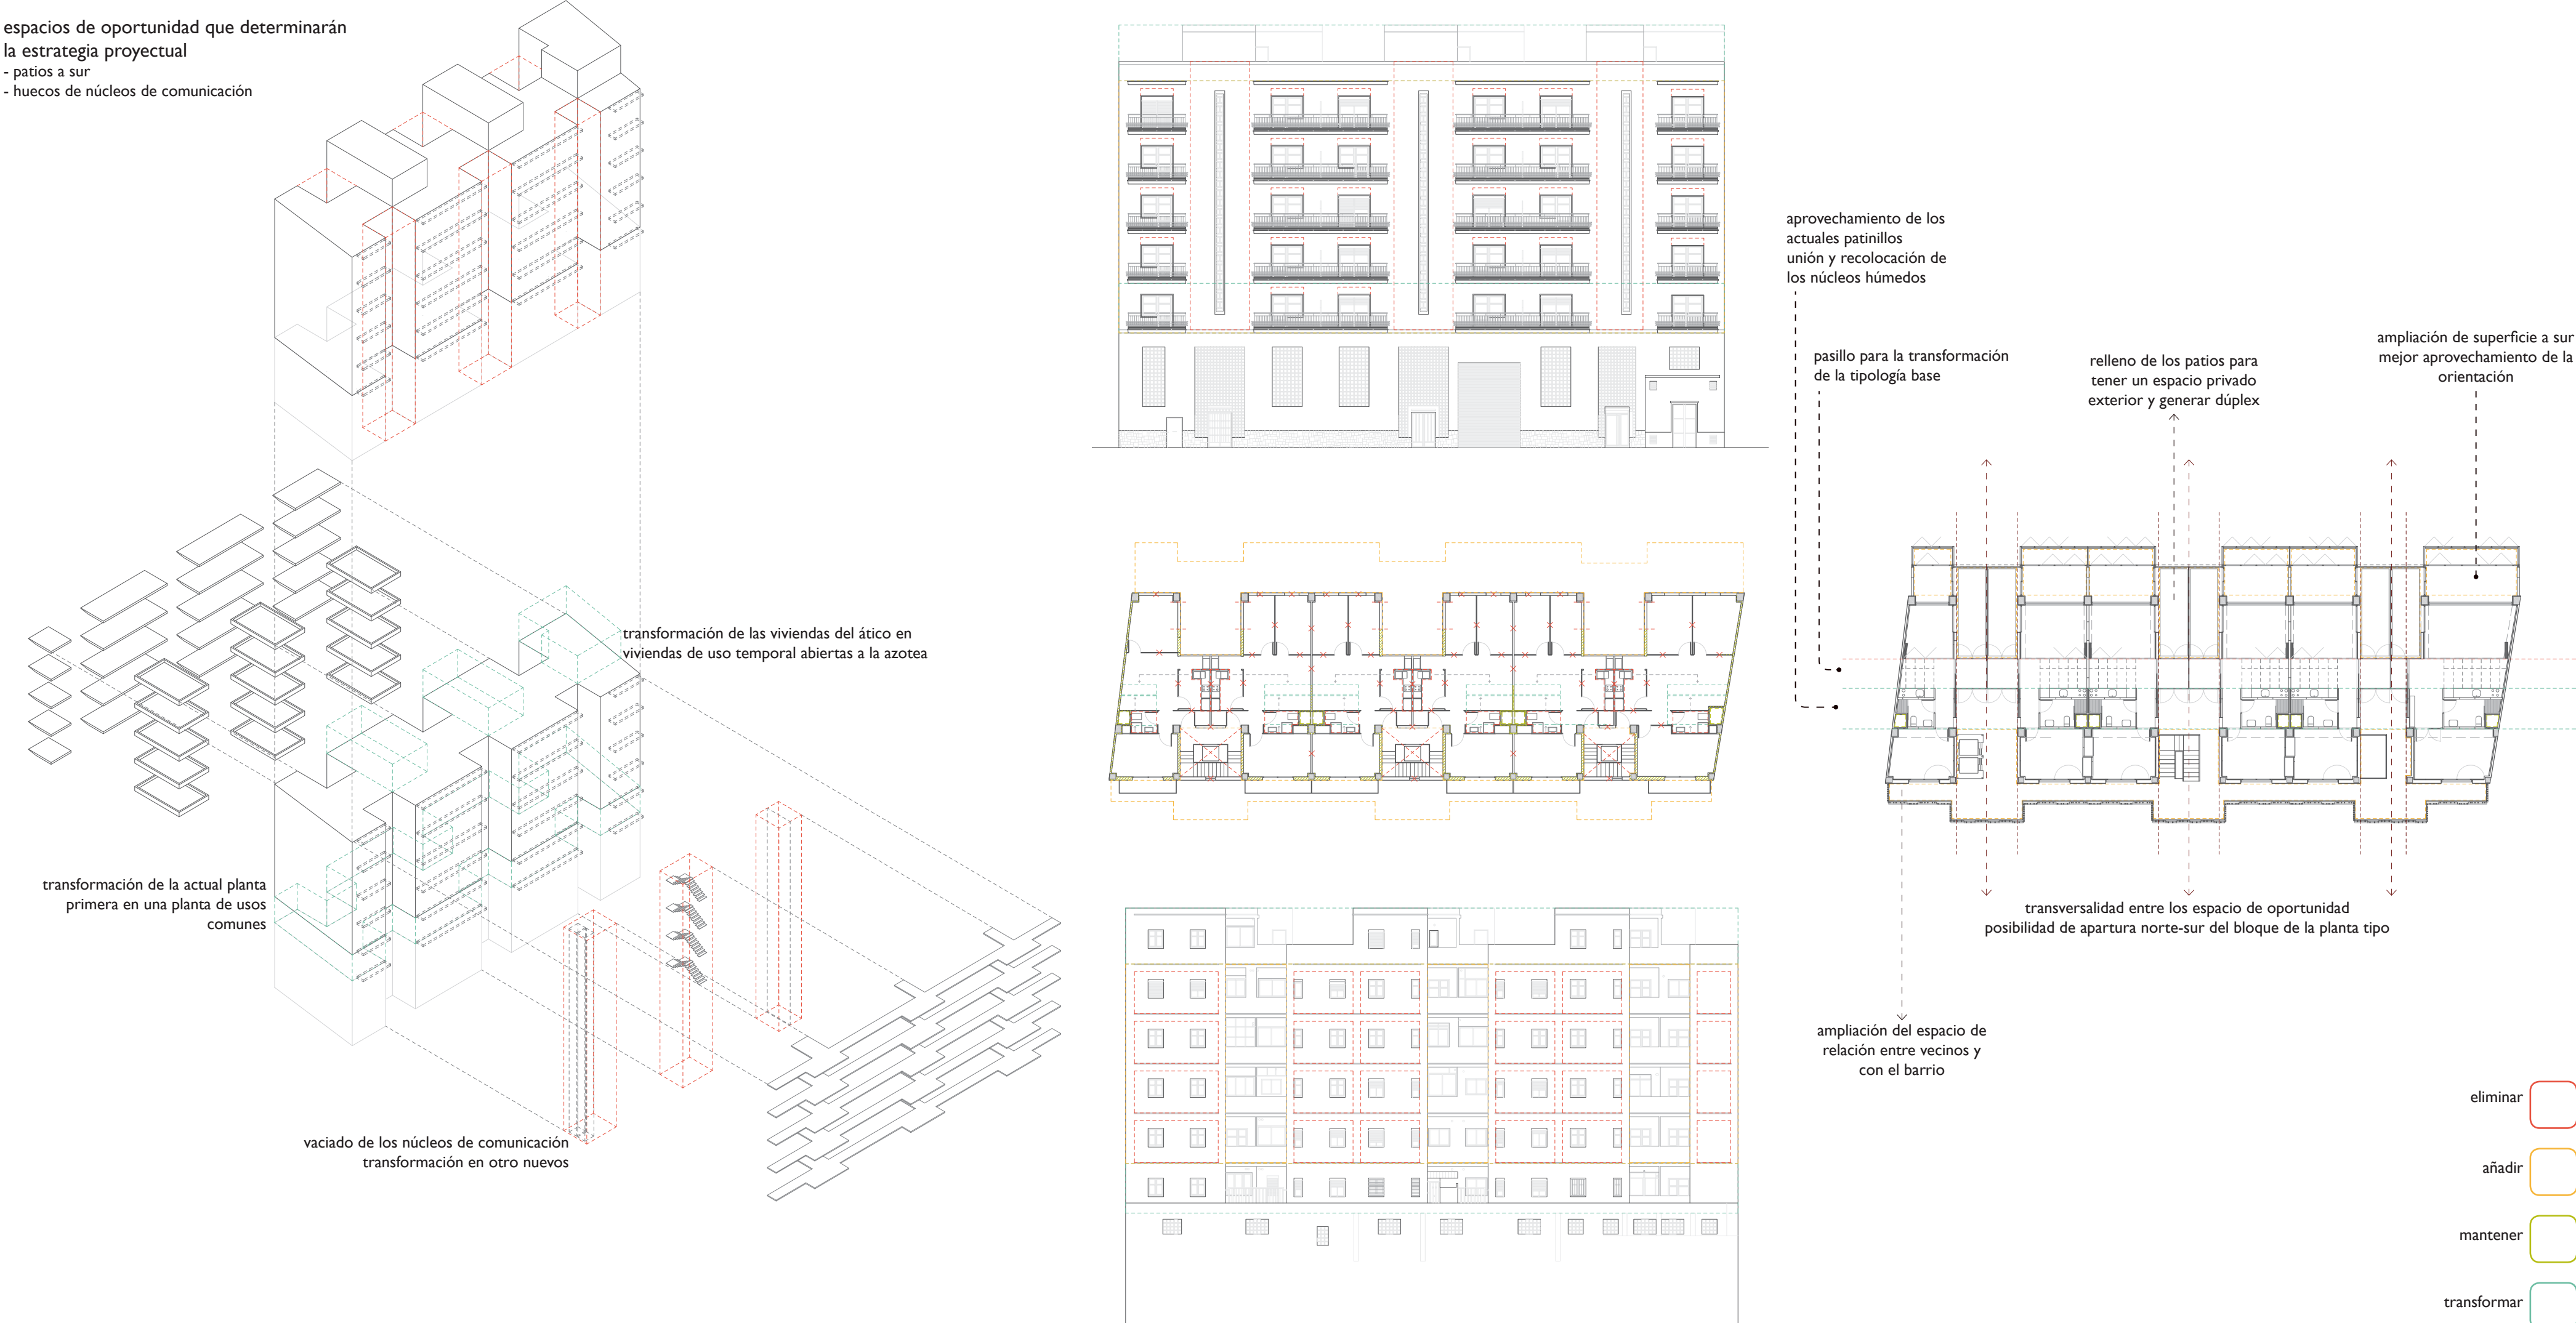 espacios de oportunidad que determinarán
la estrategia proyectual
- patios a sur
- huecos de núcleos de comunicación
transformación de las viviendas del ático en
viviendas de uso temporal abiertas a la azotea
transformación de la actual planta
primera en una planta de usos
comunes
vaciado de los núcleos de comunicación
transformación en otro nuevos
aprovechamiento de los
actuales patinillos
unión y recolocación de
los núcleos húmedos
pasillo para la transformación
de la tipología base
relleno de los patios para
tener un espacio privado
exterior y generar dúplex
ampliación de superficie a sur
mejor aprovechamiento de la
orientación
transversalidad entre los espacio de oportunidad
posibilidad de apartura norte-sur del bloque de la planta tipo
ampliación del espacio de
relación entre vecinos y
con el barrio
eliminar
añadir
mantener
transformar